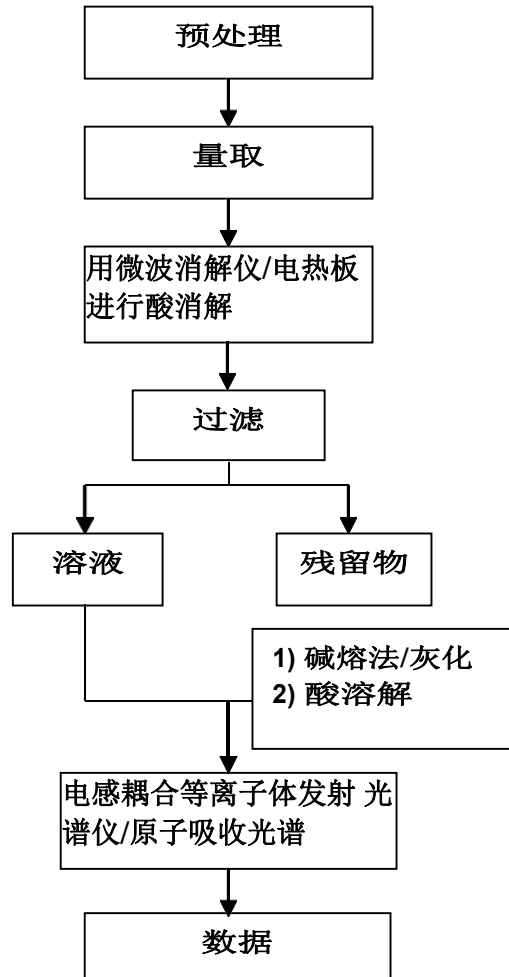 预处理
量取
用微波消解仪/电热板
进行酸消解
过滤
溶液
残留物
1) 碱熔法/灰化
2) 酸溶解
电感耦合等离子体发射 光
谱仪/原子吸收光谱
数据